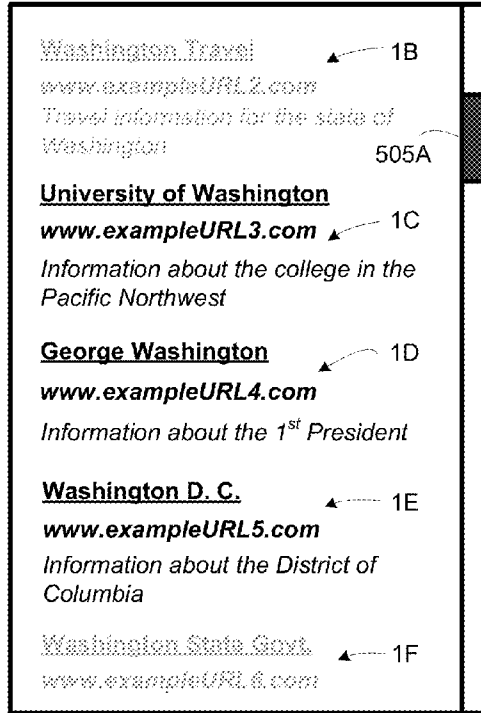 Washington Travel
1B
www.exampleURL2.com
Travel information for the state of
Washington
505A
University of Washington
www.exampleURL3.com
1C
Information about the college in the
Pacific Northwest
George Washington
1D
www.exampleURL4.com
Information about the 1st President
Washington D. C.
1E
www.exampleURL5.com
Information about the District of
Columbia
Washington State Govt.
1F
www.exampleURL6.com